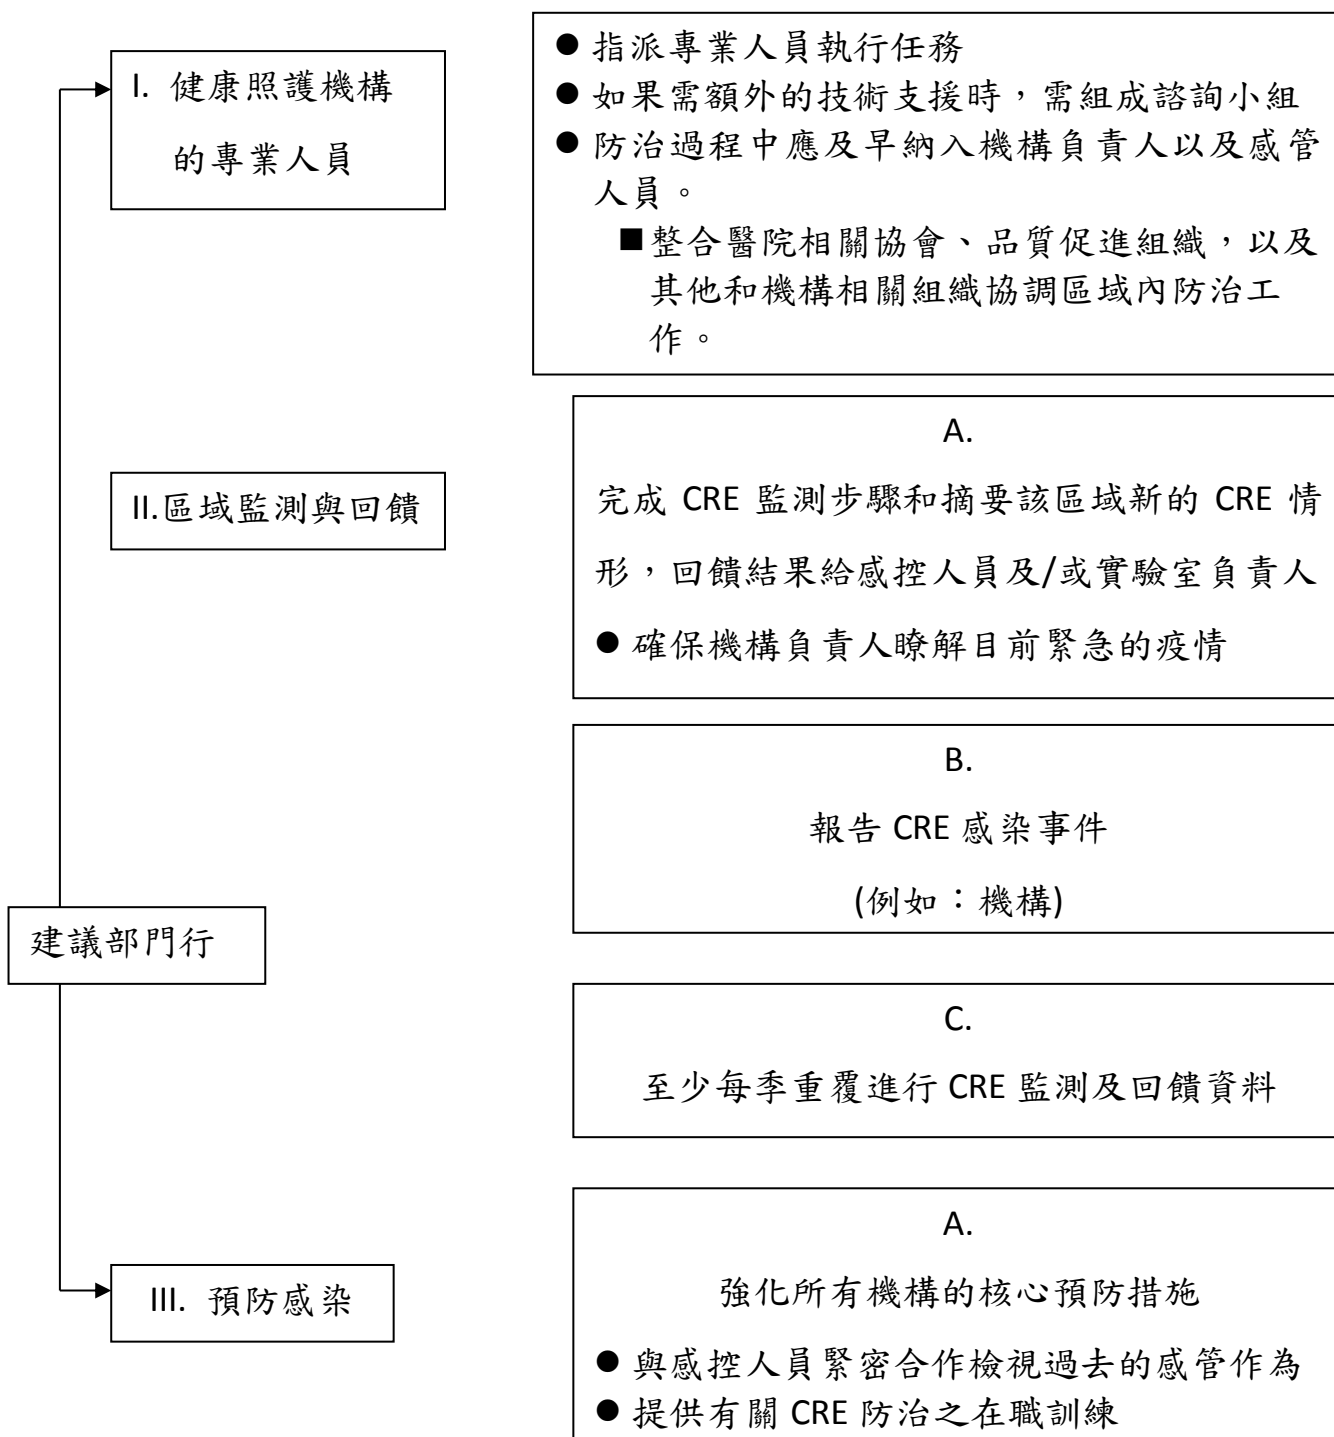 I. 健康照護機構
的專業人員
● 指派專業人員執行任務
● 如果需額外的技術支援時，需組成諮詢小組
● 防治過程中應及早納入機構負責人以及感管
人員。
■整合醫院相關協會、品質促進組織，以及
其他和機構相關組織協調區域內防治工
作。
II.區域監測與回饋
A.
完成 CRE 監測步驟和摘要該區域新的 CRE 情
形，回饋結果給感控人員及/或實驗室負責人
● 確保機構負責人瞭解目前緊急的疫情
B.
報告 CRE 感染事件
(例如：機構)
建議部門行
C.
至少每季重覆進行 CRE 監測及回饋資料
III. 預防感染
A.
強化所有機構的核心預防措施
● 與感控人員緊密合作檢視過去的感管作為
● 提供有關 CRE 防治之在職訓練